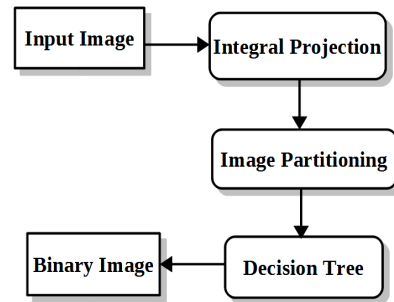 Input Image
Integral Projection
Image Partitioning
Decision Tree
Binary Image